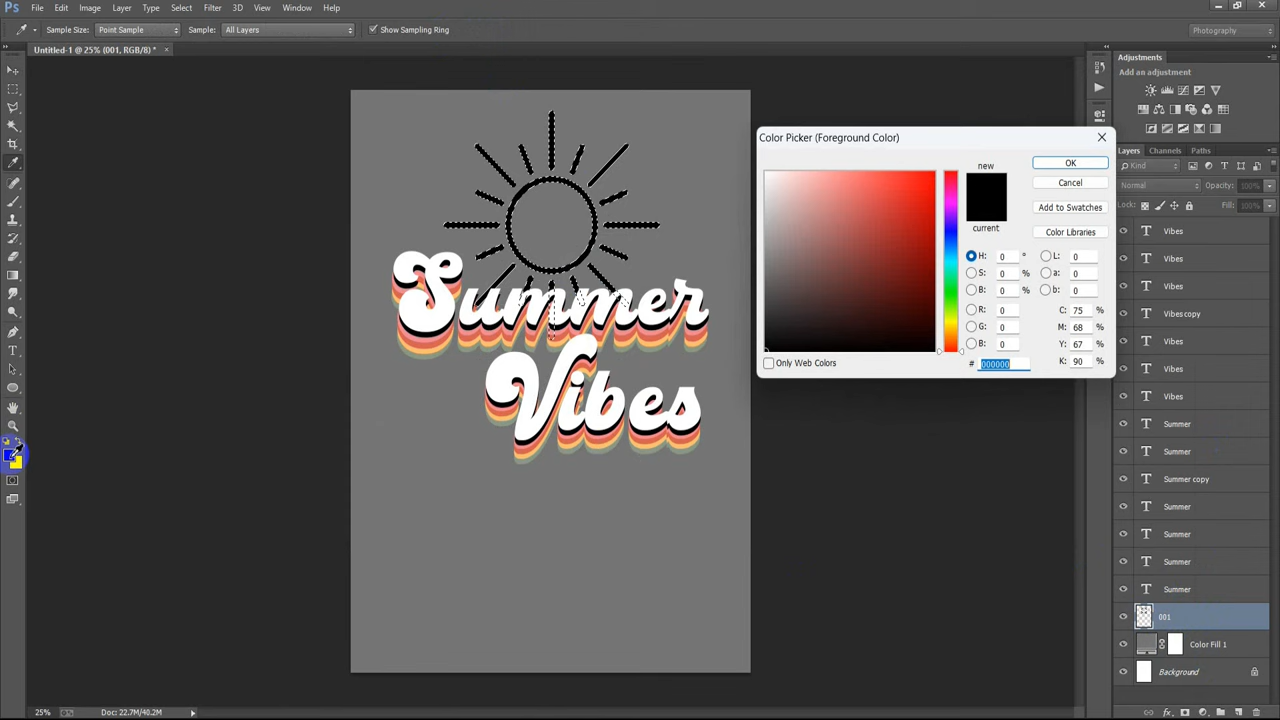 Ps File Edit Image Layer Type Select Filter 3D View Window Help
Sample Size: Point Sample Sample: All Layers Show Sampling Ring Photography
Untitled-1 @ 25% (001, RGB/8) * ×
Adjustments
Add an adjustment
Color Picker (Foreground Color)
new
OK
Cancel
Add to Swatches
current
Color Libraries
H: 0 °
L: 0
S: 0 %
a: 0
B: 0 %
b: 0
R: 0
C: 75 %
G: 0
M: 68 %
B: 0
Y: 67 %
Only Web Colors
# 000000
K: 90 %
Layers Channels Paths
Kind
Normal Opacity: 100%
Lock: Fill: 100%
T Vibes
T Vibes
T Vibes
T Vibes copy
T Vibes
T Vibes
T Vibes
T Summer
T Summer
T Summer copy
T Summer
T Summer
T Summer
T Summer
001
Color Fill 1
Background
Summer
Vibes
25% Doc: 22.7M/40.2M